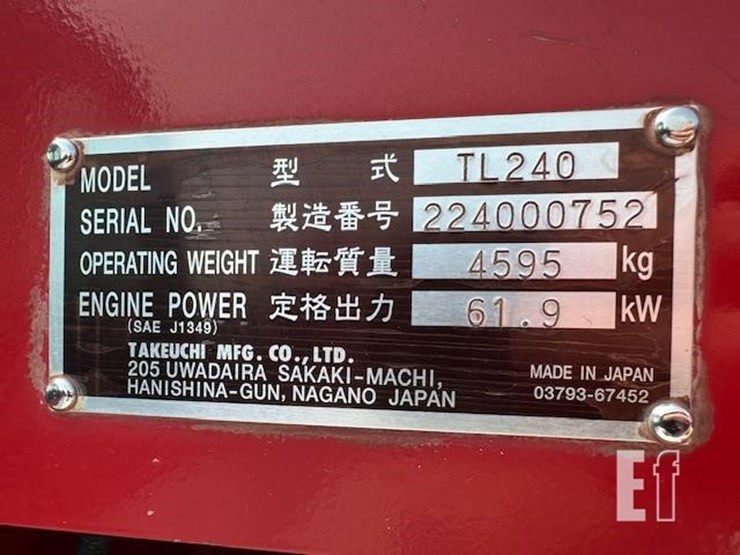 MODEL 型式 TL240
SERIAL NO. 製造番号 224000752
OPERATING WEIGHT 運転質量 4595 kg
ENGINE POWER 定格出力 61.9 kW
(SAE J1349)
TAKEUCHI MFG. CO., LTD.
205 UWADAIRA SAKAKI-MACHI,
HANISHINA-GUN, NAGANO JAPAN
MADE IN JAPAN
03793-67452
Ef